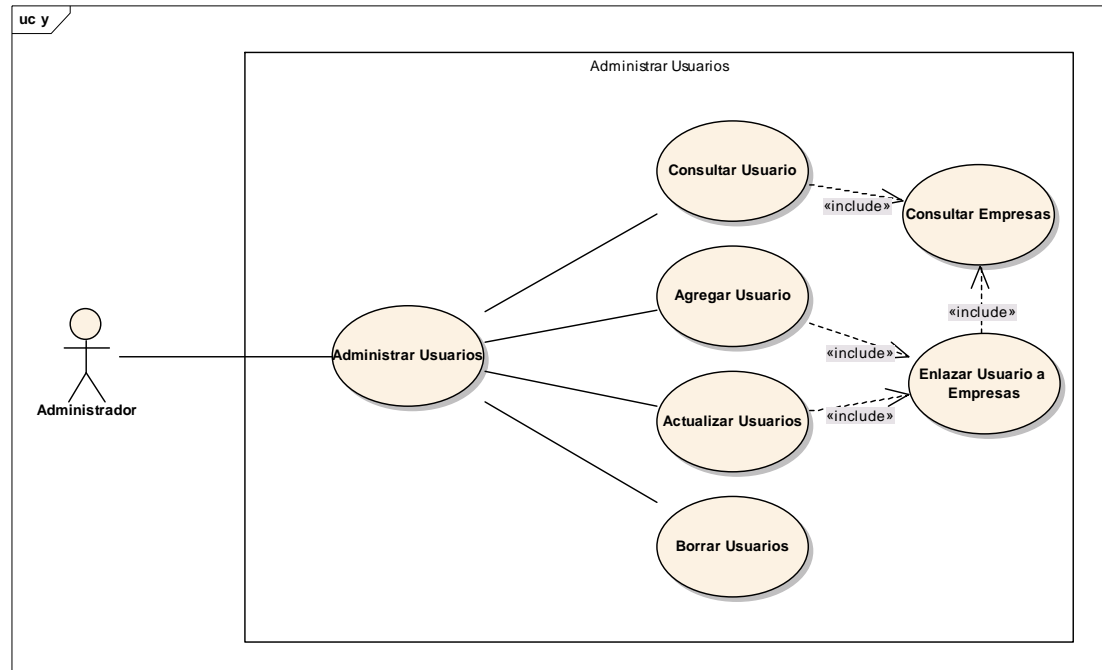 uc y
Administrar Usuarios
Consultar Usuario
«include»
Consultar Empresas
Agregar Usuario
«include»
«include»
Administrar Usuarios
Enlazar Usuario a
Empresas
Administrador
Actualizar Usuarios
«include»
Borrar Usuarios